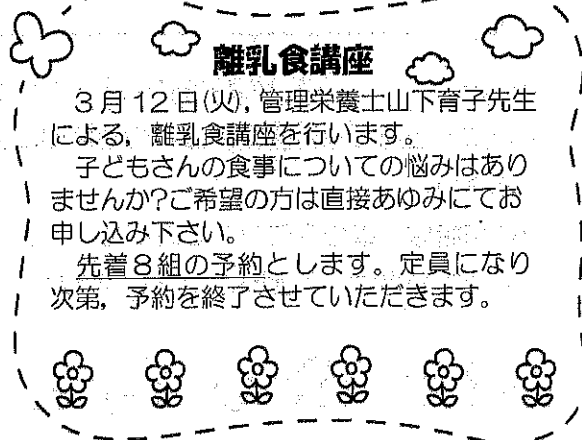 離乳食講座
３月１２日(火), 管理栄養士山下育子先生
による, 離乳食講座を行います。
子どもさんの食事についての悩みはあり
ませんか?ご希望の方は直接あゆみにてお
申し込み下さい。
先着８組の予約とします。定員になり
次第, 予約を終了させていただきます。